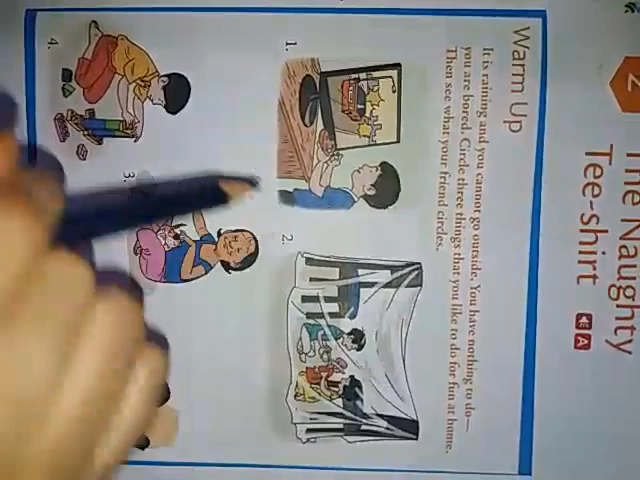 2
The Naughty
Tee-shirt
A
Warm Up
It is raining and you cannot go outside. You have nothing to do—
you are bored. Circle three things that you like to do for fun at home.
Then see what your friend circles.
1.
2.
3.
4.